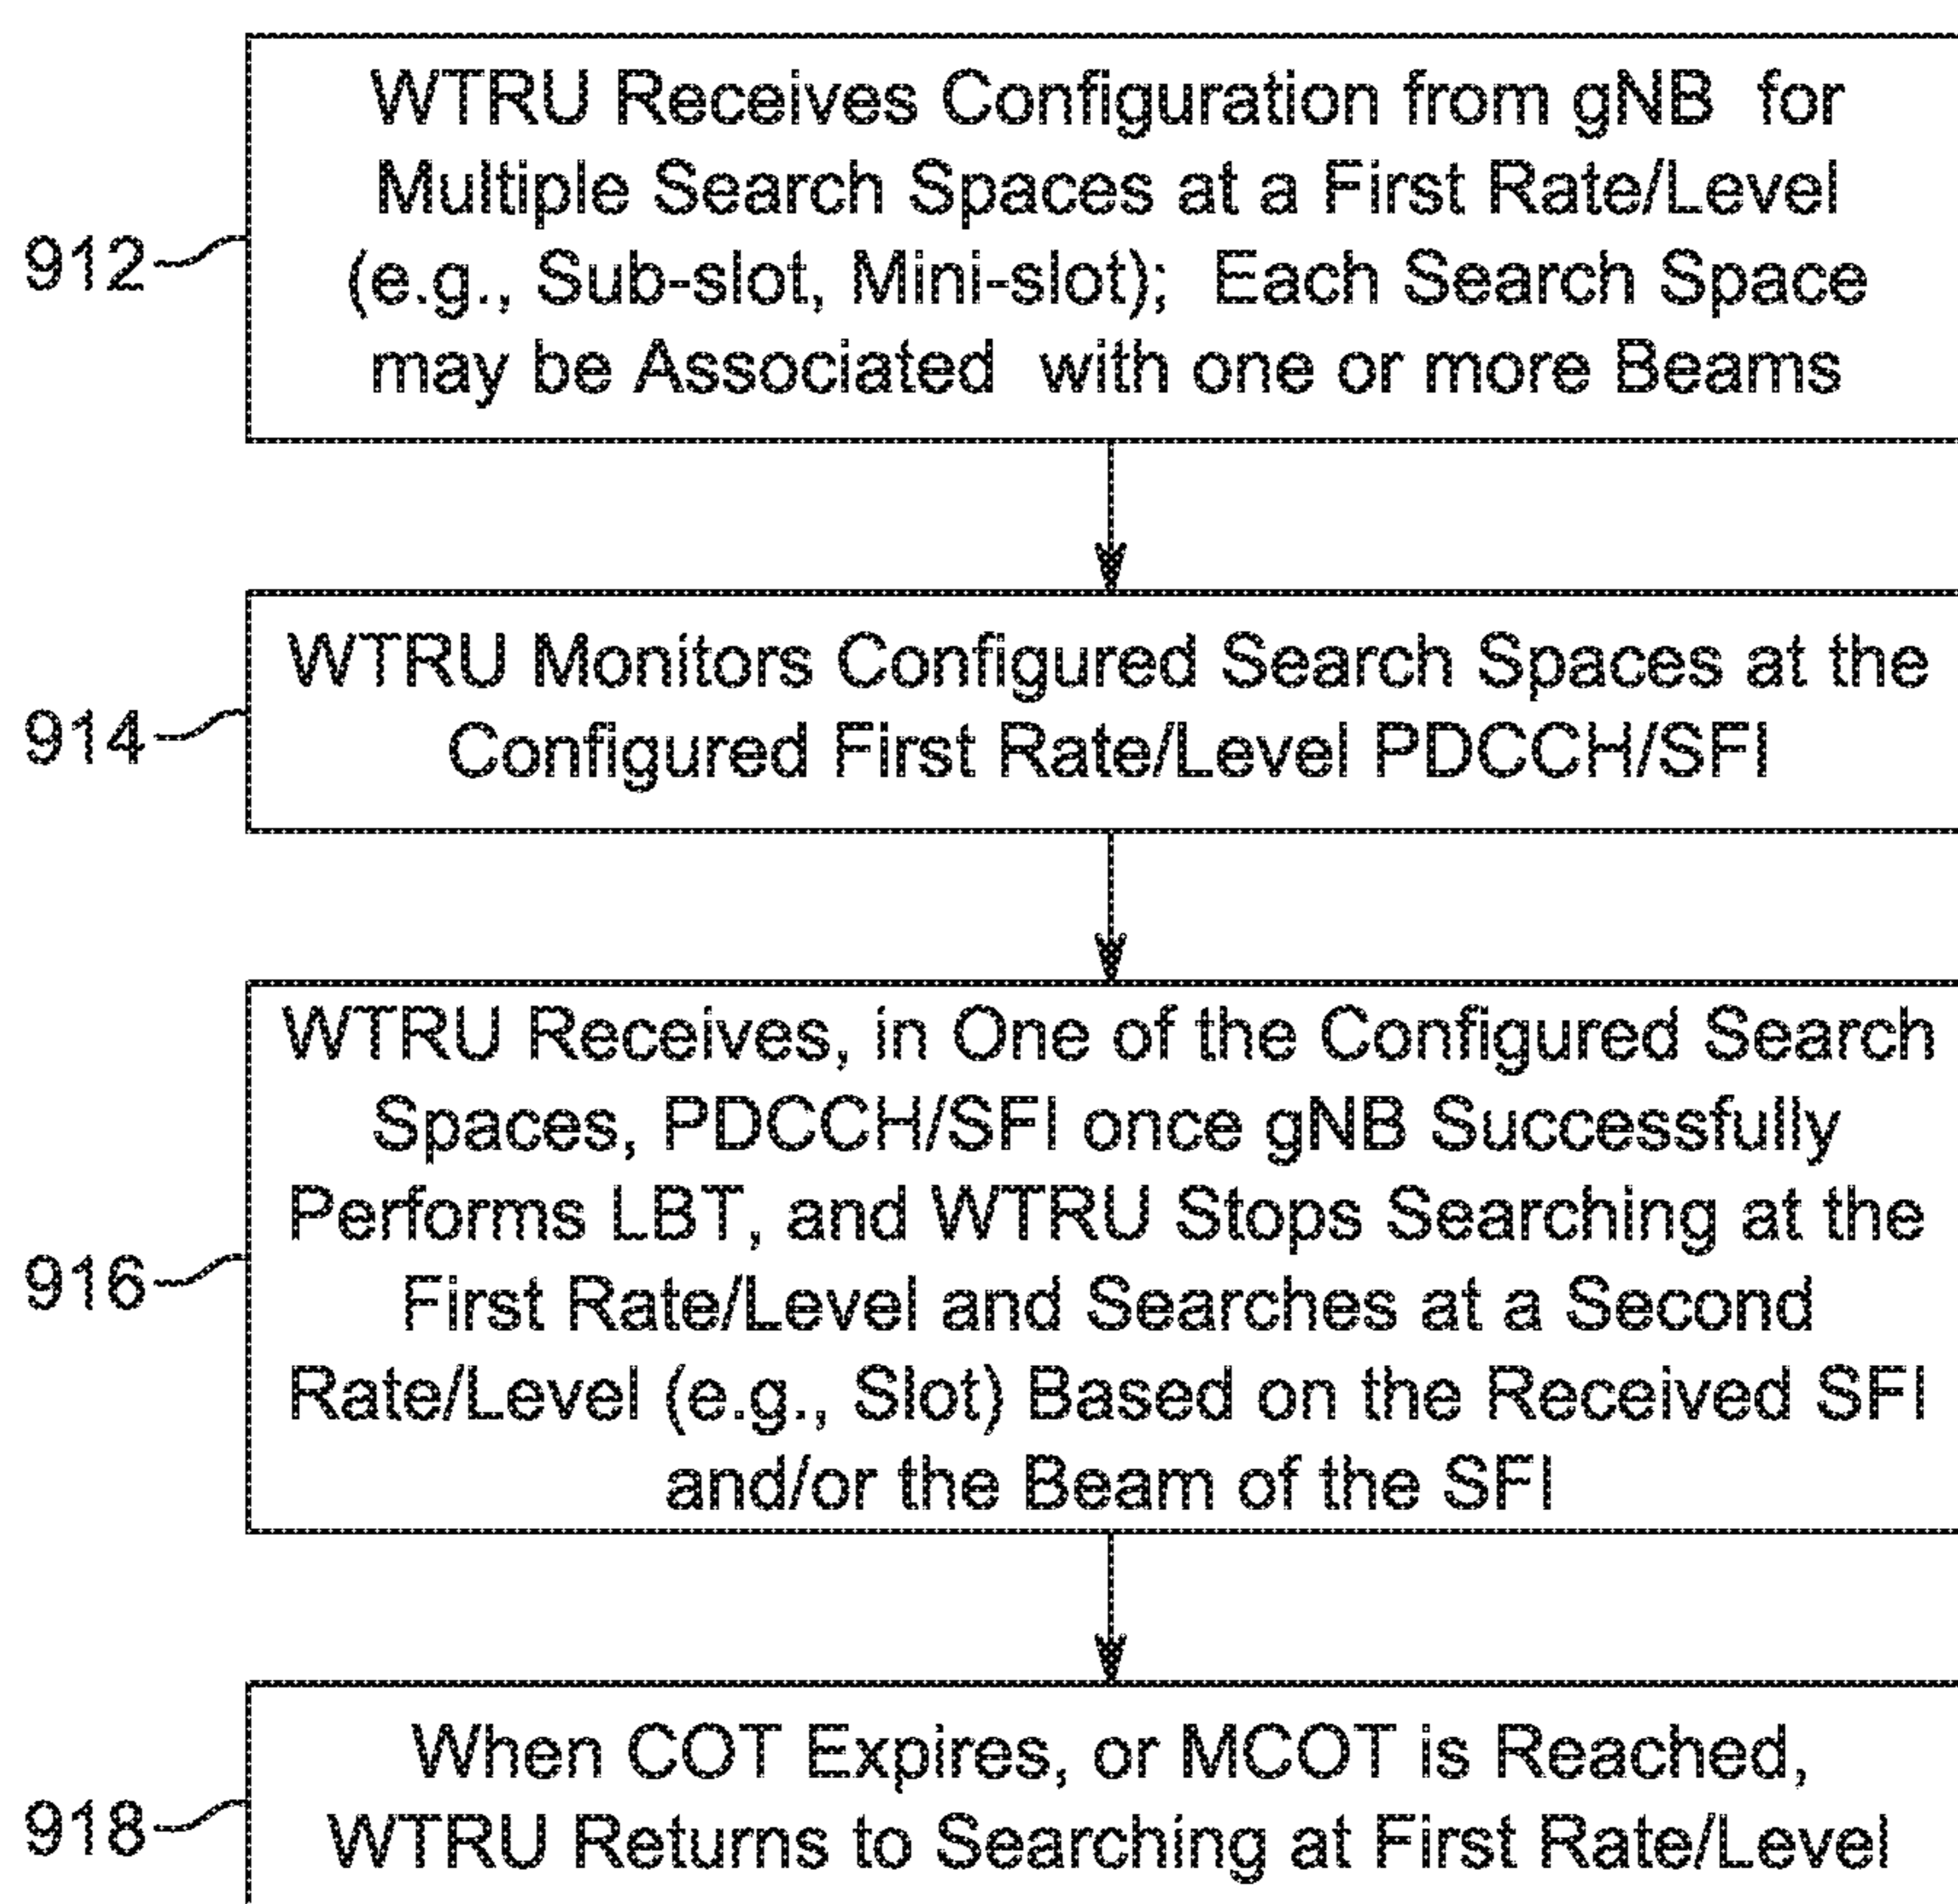 WTRU Receives Configuration from gNB for
Multiple Search Spaces at a First Rate/Level
912
(e.g., Sub-slot, Mini-slot); Each Search Space
may be Associated with one or more Beams
WTRU Monitors Configured Search Spaces at the
914
Configured First Rate/Level PDCCH/SFI
WTRU Receives, in One of the Configured Search
Spaces, PDCCH/SFI once gNB Successfully
Performs LBT, and WTRU Stops Searching at the
916
First Rate/Level and Searches at a Second
Rate/Level (e.g., Slot) Based on the Received SFI
and/or the Beam of the SFI
When COT Expires, or MCOT is Reached,
918
WTRU Returns to Searching at First Rate/Level